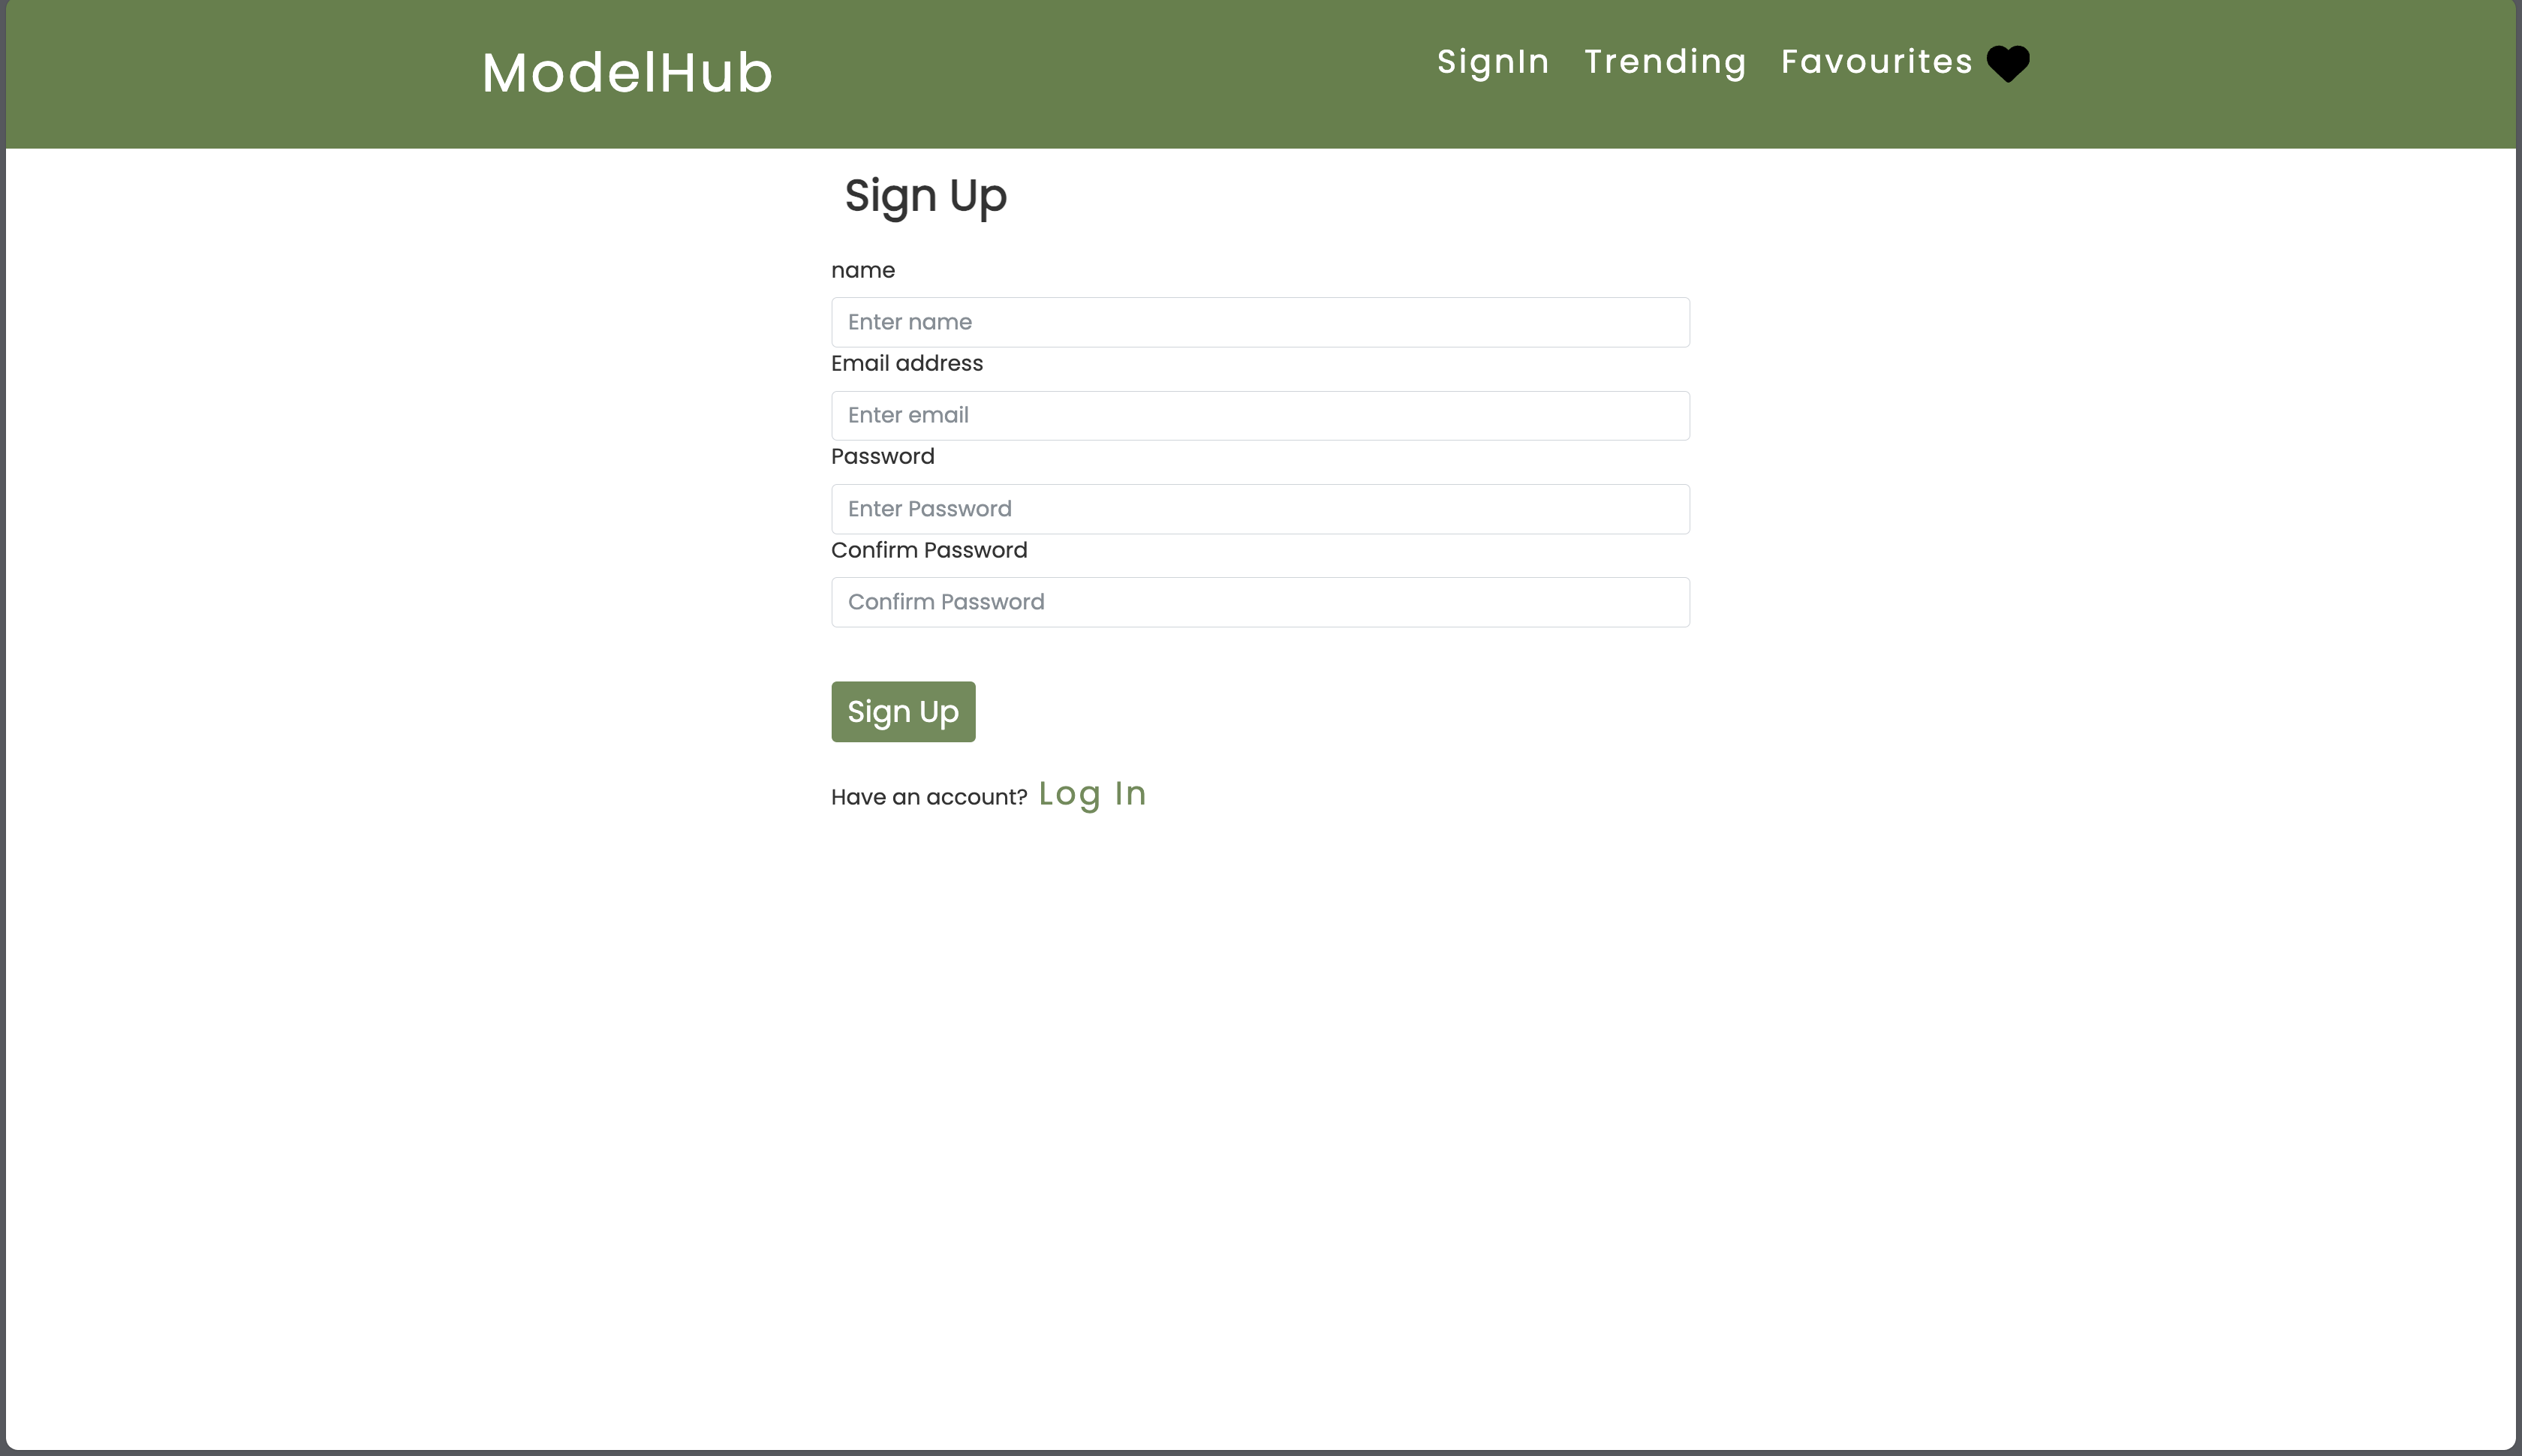 ModelHub
SignIn Trending Favourites
Sign Up
name
Enter name
Email address
Enter email
Password
Enter Password
Confirm Password
Confirm Password
Sign Up
Have an account? Log In